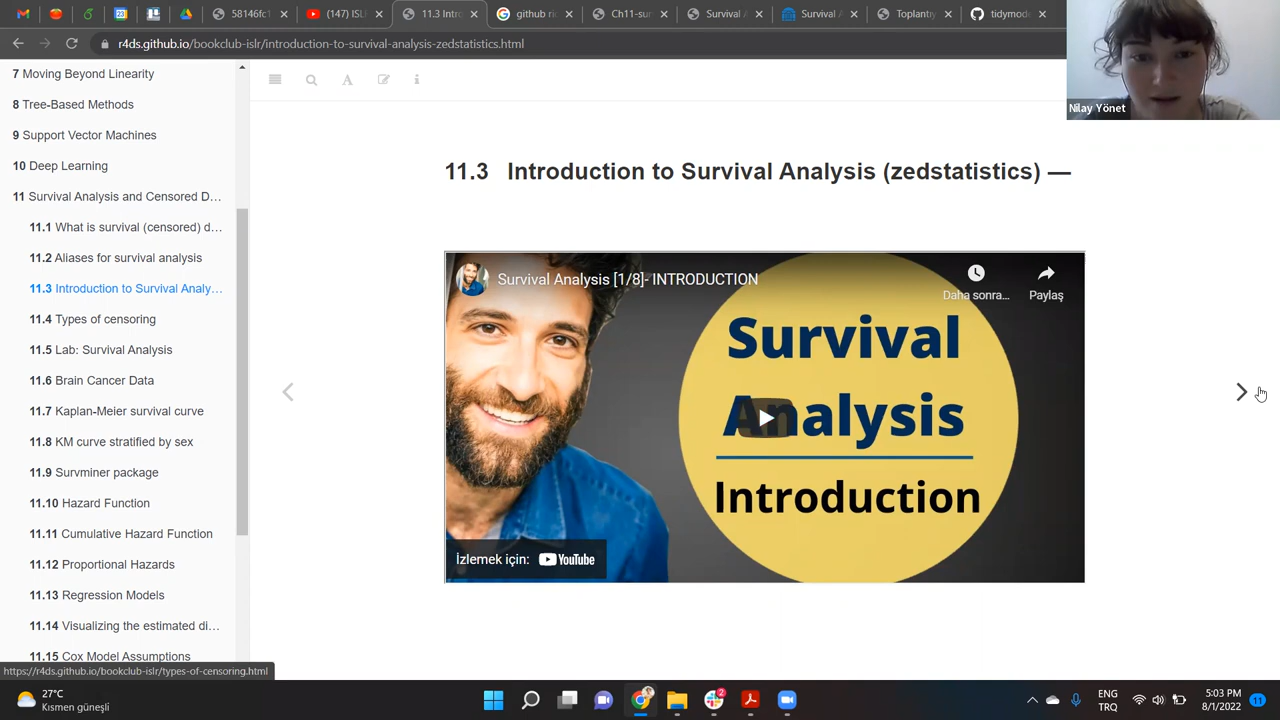 58146fc1
(147) ISL
11.3 Intro
github ri
Ch11-sur
Survival A
Survival A
Toplantıy
tidymode
r4ds.github.io/bookclub-islr/introduction-to-survival-analysis-zedstatistics.html
Nilay Yönet
7 Moving Beyond Linearity
8 Tree-Based Methods
9 Support Vector Machines
10 Deep Learning
11 Survival Analysis and Censored D...
11.1 What is survival (censored) d...
11.2 Aliases for survival analysis
11.3 Introduction to Survival Analy...
11.4 Types of censoring
11.5 Lab: Survival Analysis
11.6 Brain Cancer Data
11.7 Kaplan-Meier survival curve
11.8 KM curve stratified by sex
11.9 Survminer package
11.10 Hazard Function
11.11 Cumulative Hazard Function
11.12 Proportional Hazards
11.13 Regression Models
11.14 Visualizing the estimated di...
11.15 Cox Model Assumptions
https://r4ds.github.io/bookclub-islr/types-of-censoring.html
11.3 Introduction to Survival Analysis (zedstatistics) —
Survival Analysis [1/8]- INTRODUCTION
Daha sonra...
Paylaş
Survival
Analysis
Introduction
İzlemek için: YouTube
27°C
Kısmen güneşli
2
ENG
TRQ
5:03 PM
8/1/2022
11